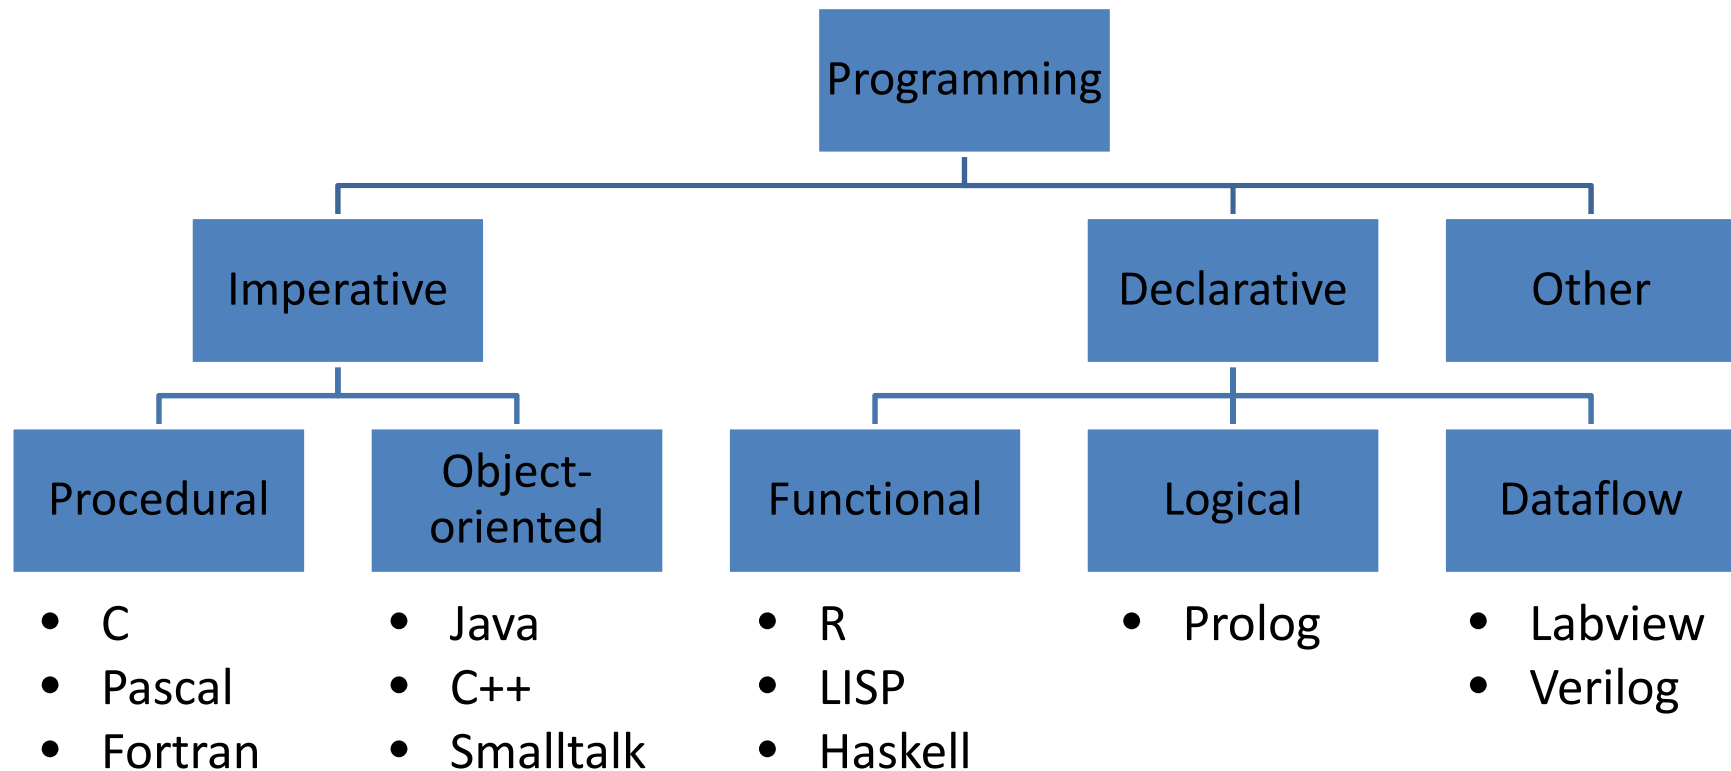 Programming
Imperative
Declarative
Other
Procedural
Object-
oriented
Functional
Logical
Dataflow
• C
• Pascal
• Fortran
• Java
• C++
• Smalltalk
• R
• LISP
• Haskell
• Prolog
• Labview
• Verilog